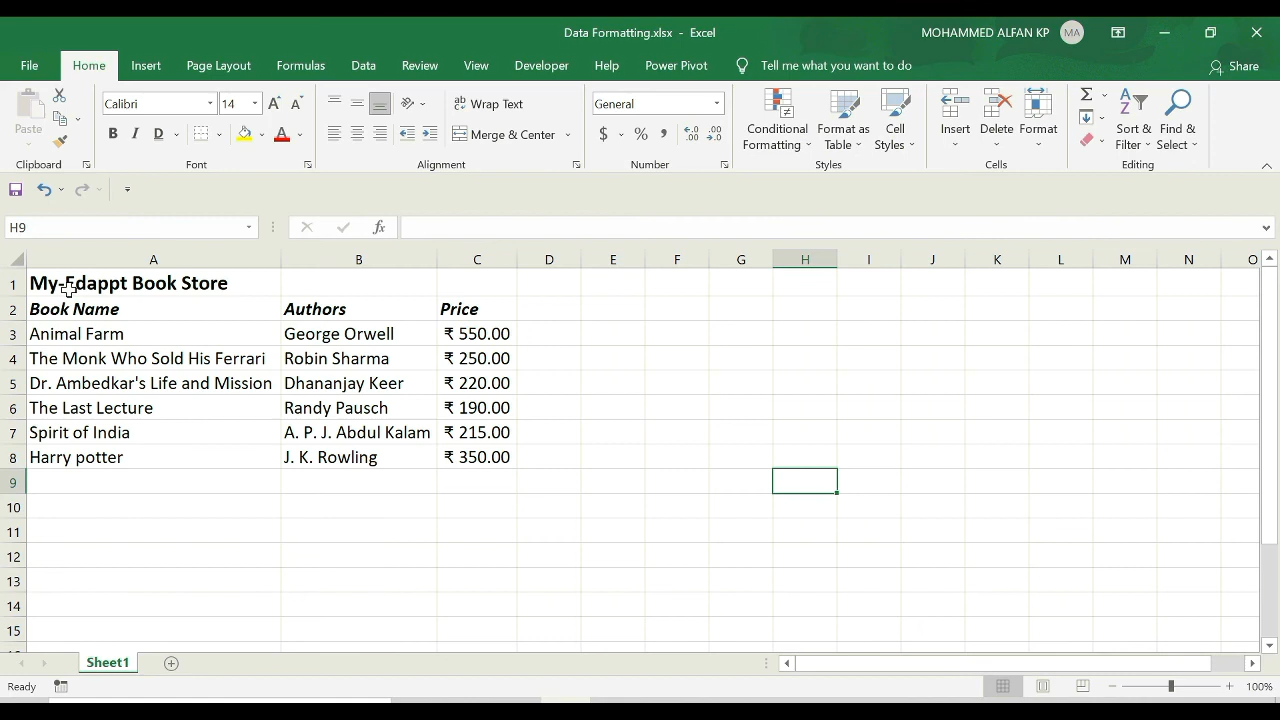 Data Formatting.xlsx - Excel
MOHAMMED ALFAN KP MA
File Home Insert Page Layout Formulas Data Review View Developer Help Power Pivot Tell me what you want to do Share
Calibri 14 A A
Wrap Text
General
Paste
B I D A
Merge & Center
$ % ,
Conditional Formatting
Format as Table
Cell Styles
Insert Delete Format
Sort & Filter
Find & Select
Clipboard Font Alignment Number Styles Cells Editing
H9 fx
A B C D E F G H I J K L M N O
1 My-Edappt Book Store
2 Book Name Authors Price
3 Animal Farm George Orwell ₹ 550.00
4 The Monk Who Sold His Ferrari Robin Sharma ₹ 250.00
5 Dr. Ambedkar's Life and Mission Dhananjay Keer ₹ 220.00
6 The Last Lecture Randy Pausch ₹ 190.00
7 Spirit of India A. P. J. Abdul Kalam ₹ 215.00
8 Harry potter J. K. Rowling ₹ 350.00
9
10
11
12
13
14
15
Sheet1
Ready 100%